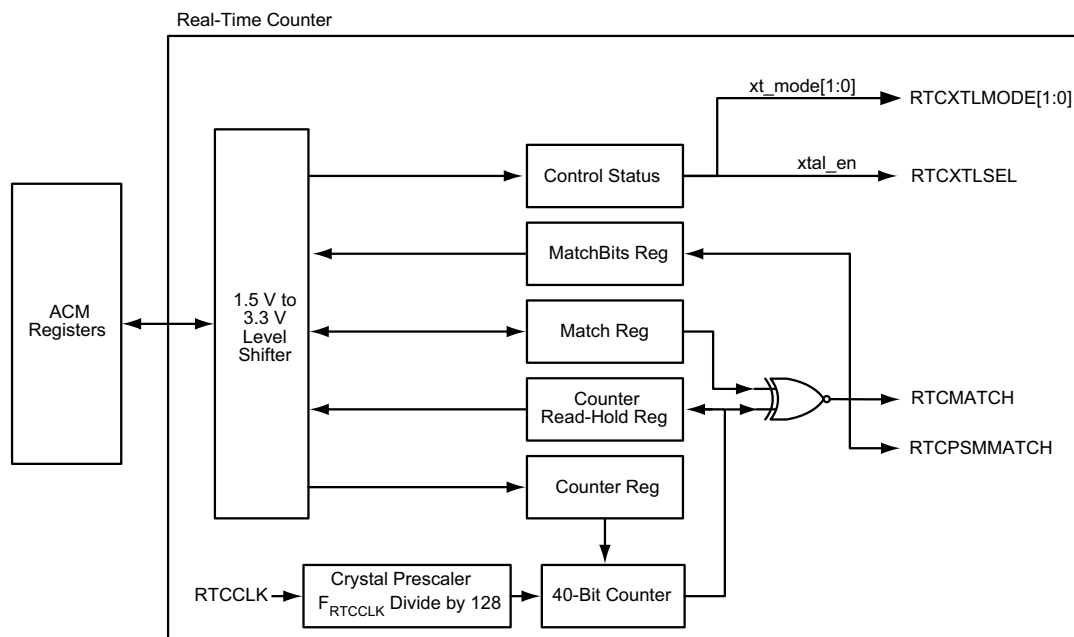 Real-Time Counter
xt_mode[1:0]
RTCXTLMODE[1:0]
Control Status
xtal_en
RTCXTLSEL
MatchBits Reg
ACM
Registers
1.5 V to
3.3 V
Level
Shifter
Match Reg
Counter
Read-Hold Reg
RTCMATCH
RTCPSMMATCH
Counter Reg
RTCCLK
Crystal Prescaler
FRTCCLK Divide by 128
40-Bit Counter